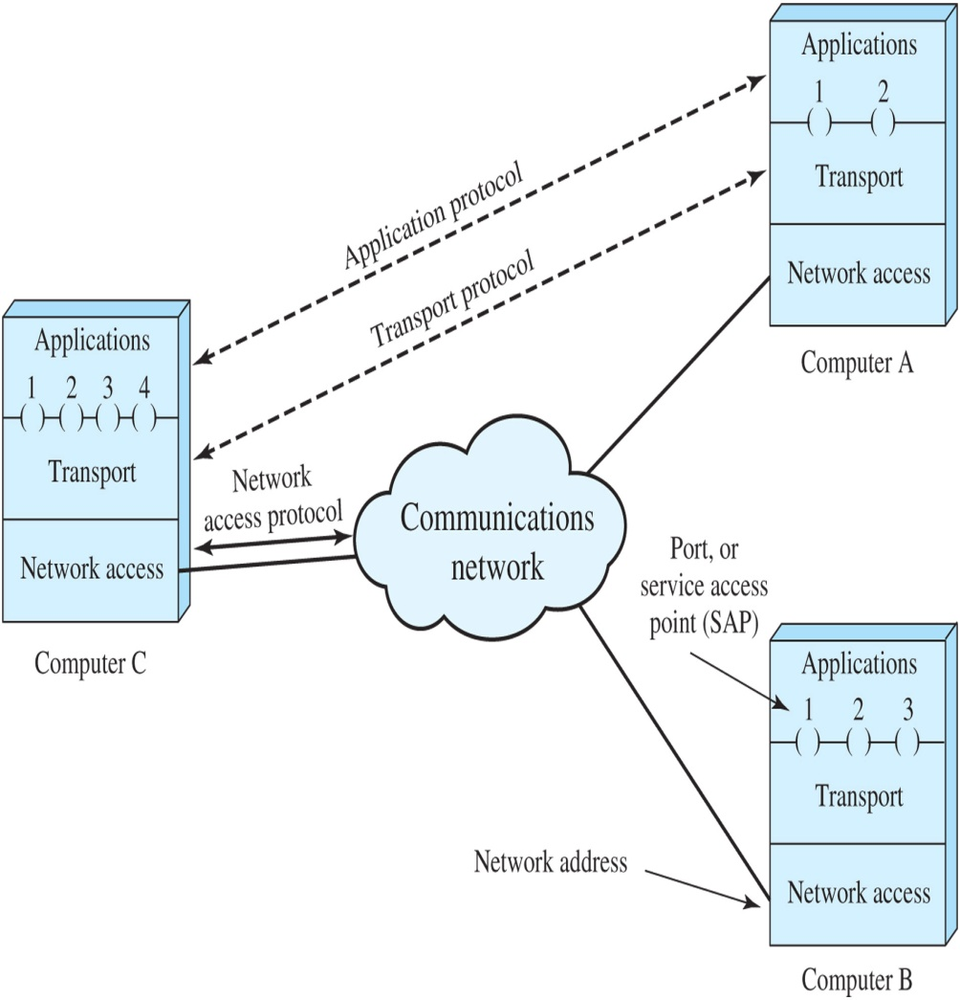 Applications
1 2
Transport
Network access
Computer A
Application protocol
Transport protocol
Applications
1 2 3 4
Transport
Network access
Computer C
Network
access protocol
Communications
network
Port, or
service access
point (SAP)
Applications
1 2 3
Transport
Network access
Computer B
Network address